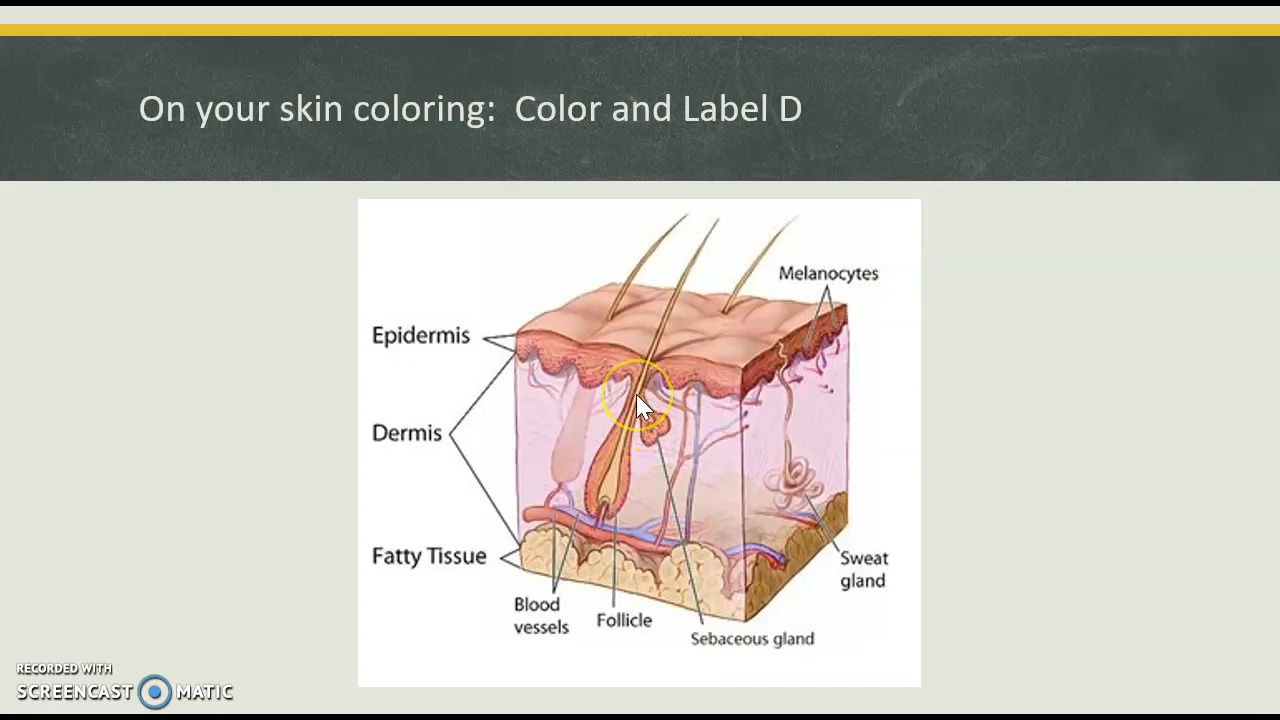 On your skin coloring:  Color and Label D
Melanocytes
Epidermis
Dermis
Fatty Tissue
Sweat
gland
Blood
vessels
Follicle
Sebaceous gland
RECORDED WITH
SCREENCAST MATIC